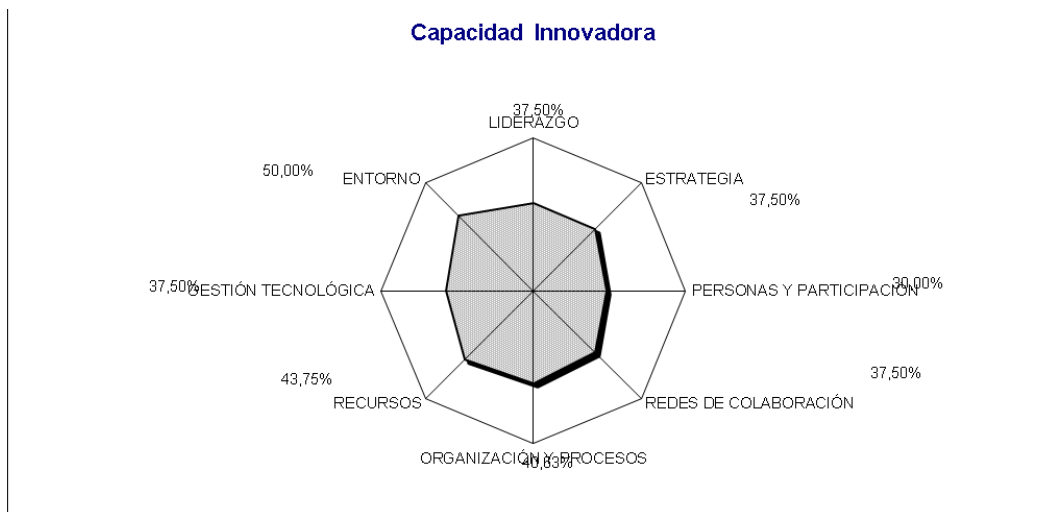 Capacidad Innovadora
37,50%
LIDERAZGO
50,00%
ENTORNO
ESTRATEGIA
37,50%
37,50%
GESTIÓN TECNOLÓGICA
PERSONAS Y PARTICIPACIÓN
30,00%
43,75%
RECURSOS
37,50%
REDES DE COLABORACIÓN
ORGANIZACIÓN Y PROCESOS
40,63%